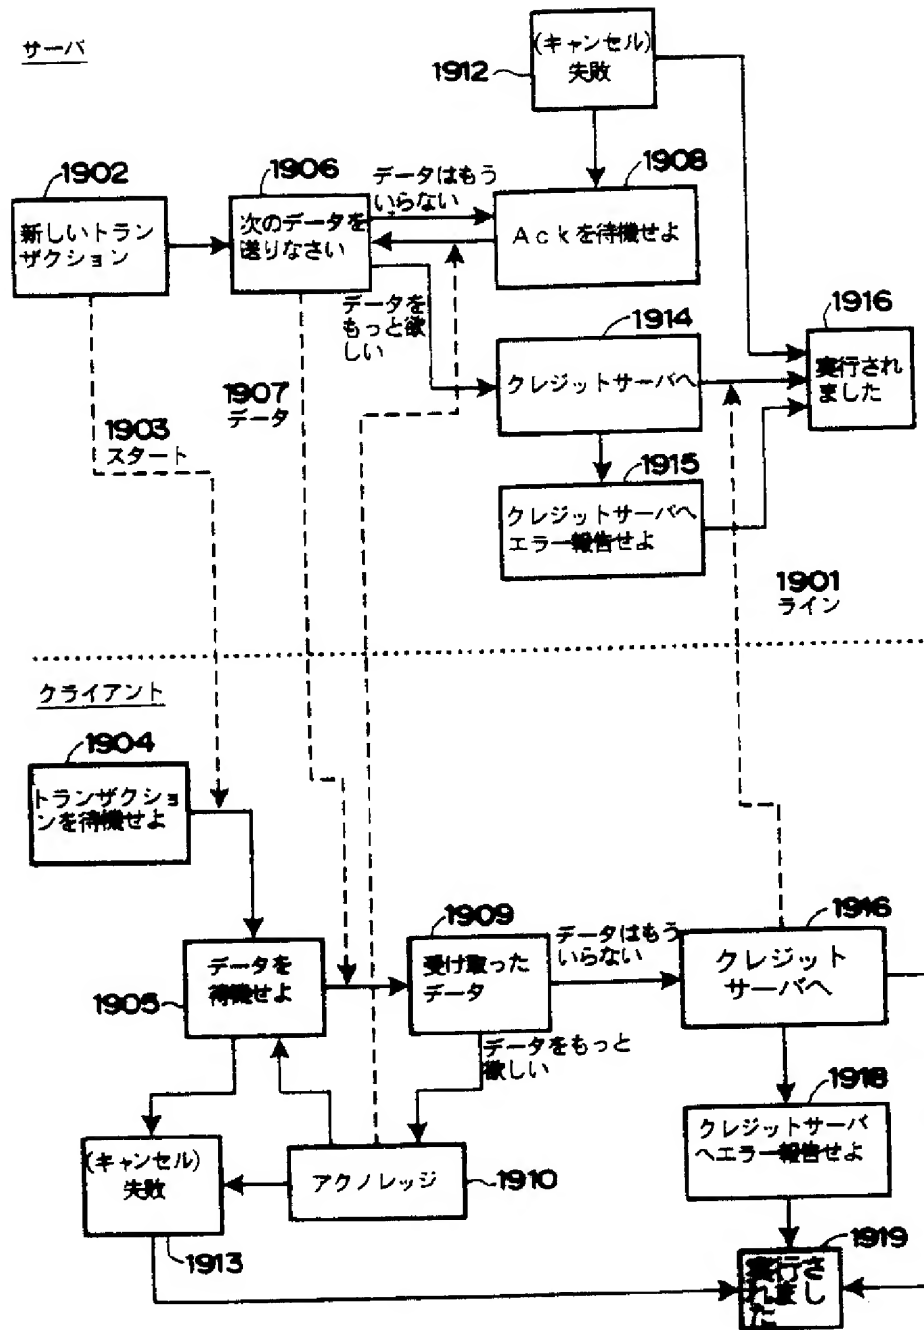 サーバ
(キャンセル)
失敗
1912
1902
新しいトラン
ザクション
1906
次のデータを
送りなさい
データはもう
いらない
1908
Ackを待機せよ
データを
もっと欲
しい
1914
クレジットサーバへ
1916
実行され
ました
1907
データ
1903
スタート
1915
クレジットサーバへ
エラー報告せよ
1901
ライン
クライアント
1904
トランザクショ
ンを待機せよ
1905
データを
待機せよ
1909
受け取った
データ
データはもう
いらない
1916
クレジット
サーバへ
データをもっと
欲しい
1918
クレジットサーバ
へエラー報告せよ
(キャンセル)
失敗
1913
アクノレッジ
1910
1919
実行さ
れまし
た